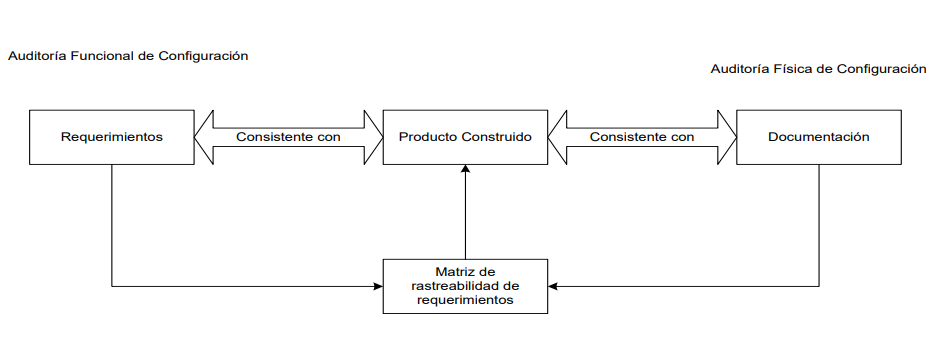 Auditoría Funcional de Configuración
Auditoría Física de Configuración
Requerimientos
Consistente con
Producto Construido
Consistente con
Documentación
Matriz de
rastreabilidad de
requerimientos